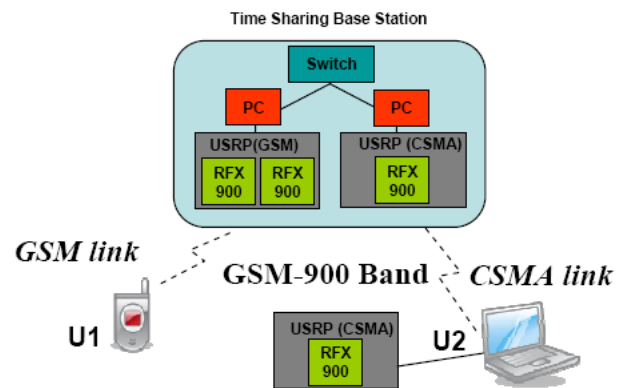 Time Sharing Base Station
Switch
PC
PC
USRP(GSM)
USRP (CSMA)
RFX
900
RFX
900
RFX
900
GSM link
GSM-900 Band
CSMA link
U1
USRP (CSMA)
RFX
900
U2